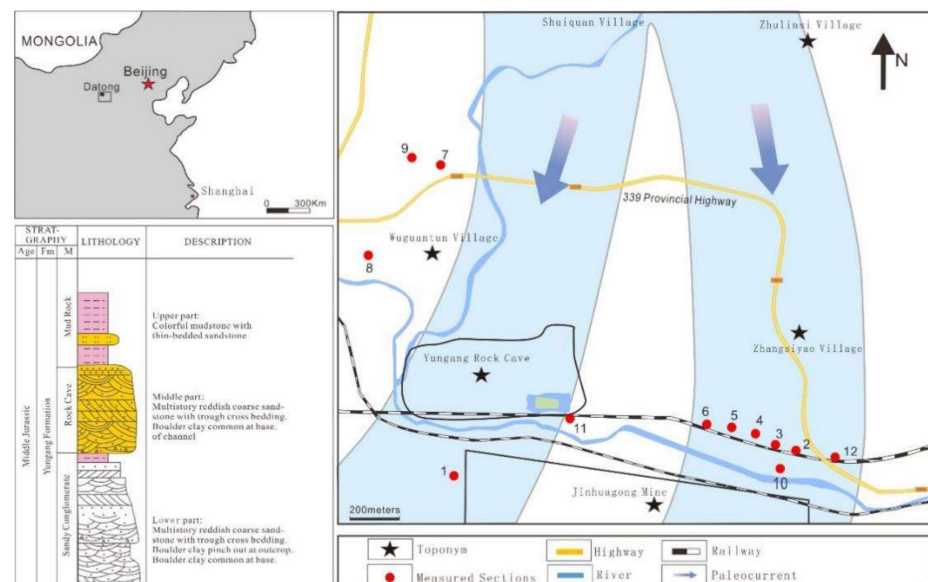 MONGOLIA
Beijing
Datong
Shanghai
0 300Km
STRAT-
GRAPHY
LITHOLOGY
DESCRIPTION
Age
Fm
M
Middle Jurassic
Yungang Formation
Mud Rock
Upper part:
Colorful mudstone with
thin-bedded sandstone
Rock Cave
Middle part:
Multistory reddish coarse sand-
stone with trough cross bedding.
Boulder clay common at base.
of channel
Sandy Conglomerate
Lower part:
Multistory reddish coarse sand-
stone with trough cross bedding.
Boulder clay pinch out at outcrop.
Boulder clay common at base.
Shuiquan Village
Zhulinsi Village
N
9
7
339 Provincial Highway
Wuguantun Village
8
Zhangsiyao Village
Yungang Rock Cave
11
6
5
4
3
2
12
1
10
Jinhuagong Mine
200meters
Toponym
Highway
Railway
Measured Sections
River
Paleocurrent